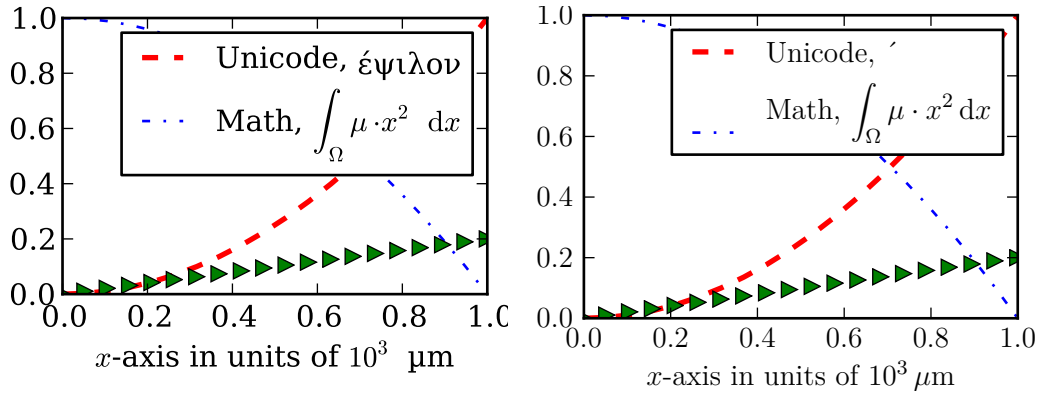 1.0
0.8
0.6
0.4
0.2
0.0
Unicode, έψιλον
Math, ∫_Ω μ·x² dx
0.0 0.2 0.4 0.6 0.8 1.0
x-axis in units of 10³ µm
1.0
0.8
0.6
0.4
0.2
0.0
Unicode, ΄
Math, ∫_Ω μ·x² dx
0.0 0.2 0.4 0.6 0.8 1.0
x-axis in units of 10³ μm